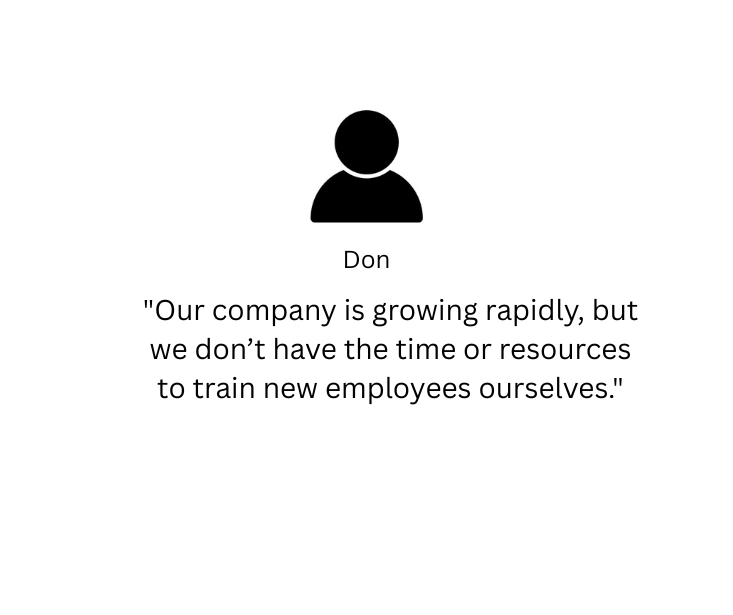 Don
"Our company is growing rapidly, but
we don’t have the time or resources
to train new employees ourselves."